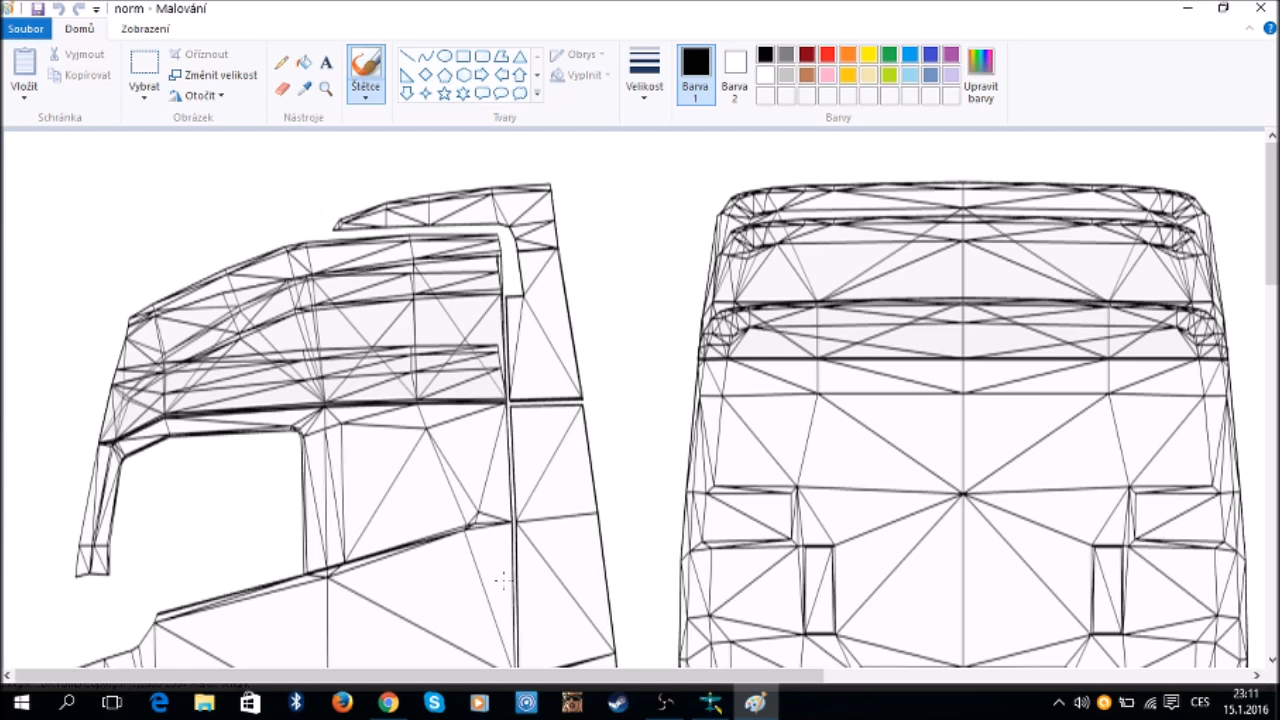 norm - Malování
Soubor
Domů
Zobrazení
Vložit
Vyjmout
Kopírovat
Schránka
Vybrat
Oříznout
Změnit velikost
Otočit
Obrázek
A
Nástroje
Štětce
Obrys
Vyplnit
Tvary
Velikost
Barva
1
Barva
2
Upravit
barvy
Barvy
CES
23:11
15.1.2016